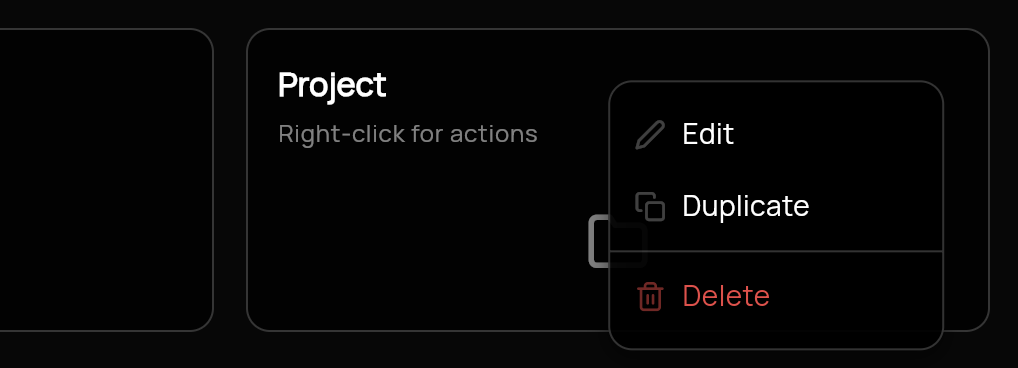 Project
Right-click for actions
Edit
Duplicate
Delete